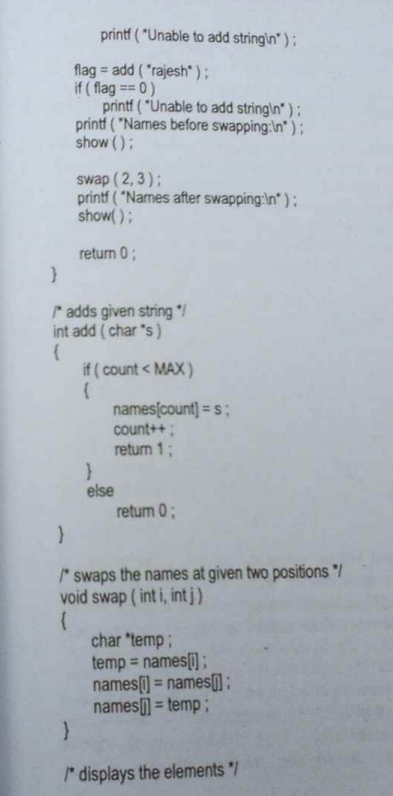 printf ( "Unable to add string\n" ) ;
flag = add ( "rajesh" ) ;
if ( flag == 0 )
printf ( "Unable to add string\n" ) ;
printf ( "Names before swapping:\n" ) ;
show ( ) ;
swap ( 2, 3 ) ;
printf ( "Names after swapping:\n" ) ;
show( ) ;
return 0 ;
}
/* adds given string */
int add ( char *s )
{
if ( count < MAX )
{
names[count] = s ;
count++ ;
return 1 ;
}
else
return 0 ;
}
/* swaps the names at given two positions */
void swap ( int i, int j )
{
char *temp ;
temp = names[i] ;
names[i] = names[j] ;
names[j] = temp ;
}
/* displays the elements */